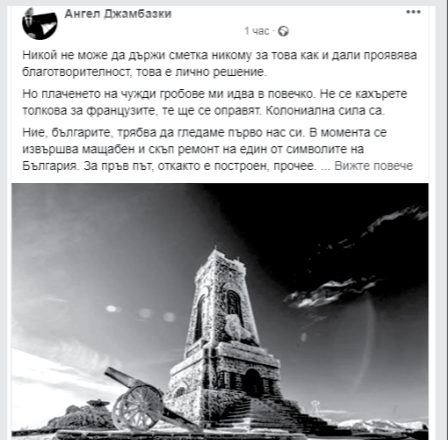 Ангел Джамбазки
1 час ·
Никой не може да държи сметка никому за това как и дали проявява
благотворителност, това е лично решение.
Но плаченето на чужди гробове ми идва в повечко. Не се кахърете
толкова за французите, те ще се оправят. Колониална сила са.
Ние, българите, трябва да гледаме първо нас си. В момента се
извършва мащабен и скъп ремонт на един от символите на
България. За пръв път, откакто е построен, прочее. ... Вижте повече